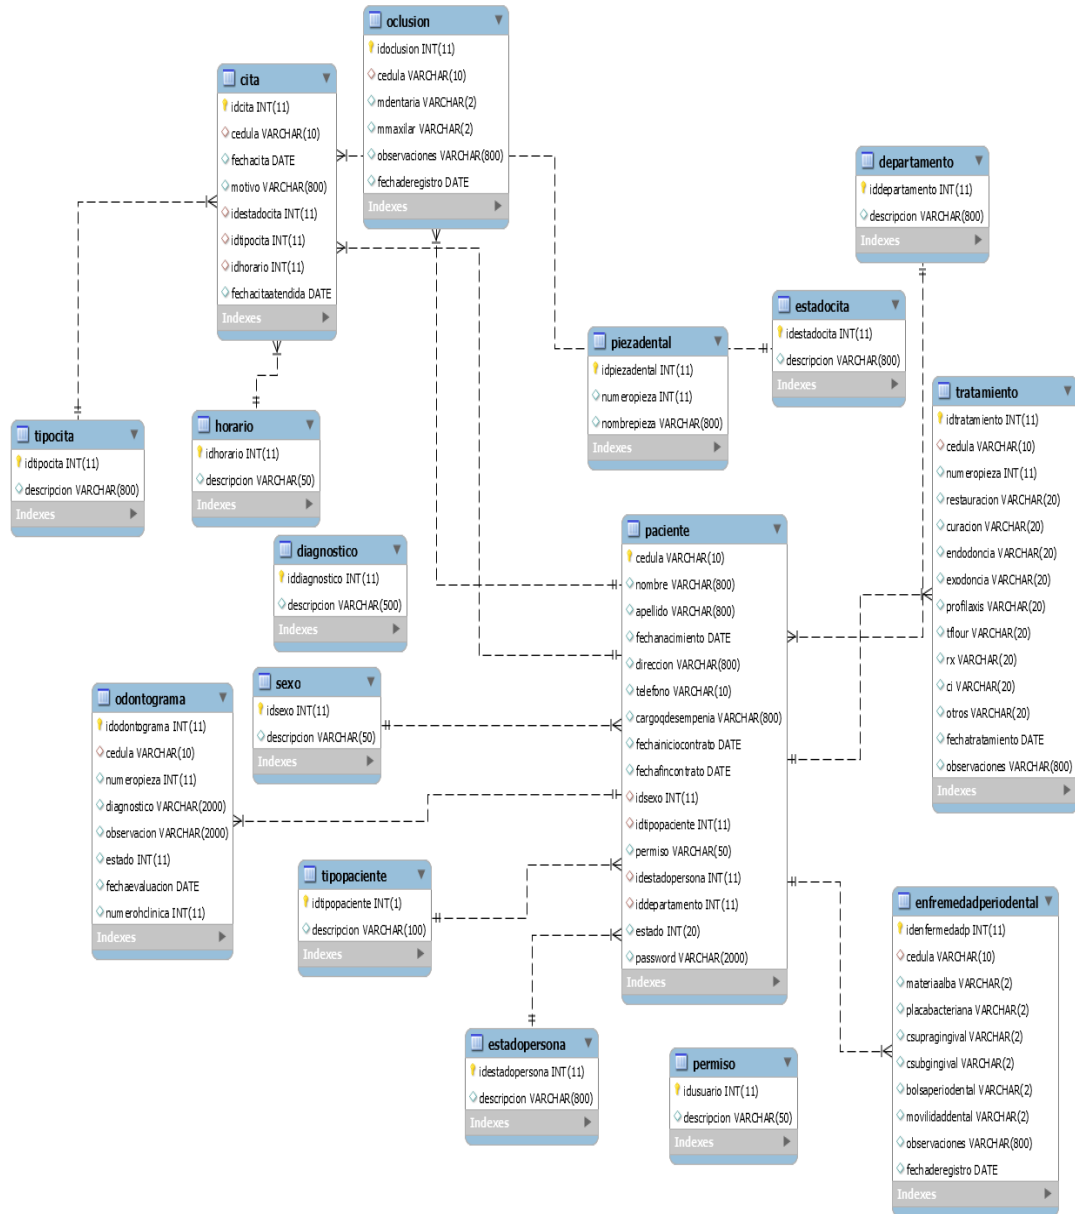 oclusion
idoclusion INT(11)
cedula VARCHAR(10)
mdentaria VARCHAR(2)
mmaxilar VARCHAR(2)
observaciones VARCHAR(800)
fechaderegistro DATE
Indexes
cita
idcita INT(11)
cedula VARCHAR(10)
fechacita DATE
motivo VARCHAR(800)
idestadocita INT(11)
idtipocita INT(11)
idhorario INT(11)
fechacitaatendida DATE
Indexes
departamento
iddepartamento INT(11)
descripcion VARCHAR(800)
Indexes
estadocita
idestadocita INT(11)
descripcion VARCHAR(800)
Indexes
piezadental
idpiezadental INT(11)
numeropieza INT(11)
nombrepieza VARCHAR(800)
Indexes
tratamiento
idtratamiento INT(11)
cedula VARCHAR(10)
numeropieza INT(11)
restauracion VARCHAR(20)
curacion VARCHAR(20)
endodoncia VARCHAR(20)
exodoncia VARCHAR(20)
profilaxis VARCHAR(20)
tflour VARCHAR(20)
rx VARCHAR(20)
ci VARCHAR(20)
otros VARCHAR(20)
fechatratamiento DATE
observaciones VARCHAR(800)
tipocita
idtipocita INT(11)
descripcion VARCHAR(800)
Indexes
horario
idhorario INT(11)
descripcion VARCHAR(50)
Indexes
diagnostico
iddiagnostico INT(11)
descripcion VARCHAR(500)
Indexes
paciente
cedula VARCHAR(10)
nombre VARCHAR(800)
apellido VARCHAR(800)
fechanacimiento DATE
direccion VARCHAR(800)
telefono VARCHAR(10)
cargoqdesempenia VARCHAR(800)
fechainiciocontrato DATE
fechafincontrato DATE
idsexo INT(11)
idtipopaciente INT(11)
permiso VARCHAR(50)
idestadopersona INT(11)
iddepartamento INT(11)
estado INT(20)
password VARCHAR(2000)
Indexes
sexo
idsexo INT(11)
descripcion VARCHAR(50)
Indexes
odontograma
idodontograma INT(11)
cedula VARCHAR(10)
numeropieza INT(11)
diagnostico VARCHAR(2000)
observacion VARCHAR(2000)
estado INT(11)
fechaevaluacion DATE
numerohclinica INT(11)
Indexes
tipopaciente
idtipopaciente INT(1)
descripcion VARCHAR(100)
Indexes
enfremedadperiodental
idenfermedadp INT(11)
cedula VARCHAR(10)
materiaalba VARCHAR(2)
placabacteriana VARCHAR(2)
csupragingival VARCHAR(2)
csubgingival VARCHAR(2)
bolsaperiodental VARCHAR(2)
movilidaddental VARCHAR(2)
observaciones VARCHAR(800)
fechaderegistro DATE
Indexes
estadopersona
idestadopersona INT(11)
descripcion VARCHAR(800)
Indexes
permiso
idusuario INT(11)
descripcion VARCHAR(50)
Indexes